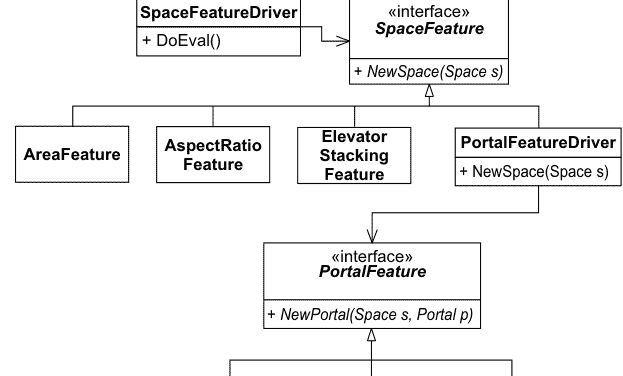 SpaceFeatureDriver
+ DoEval()
«interface»
SpaceFeature
+ NewSpace(Space s)
AreaFeature
AspectRatio
Feature
Elevator
Stacking
Feature
PortalFeatureDriver
+ NewSpace(Space s)
«interface»
PortalFeature
+ NewPortal(Space s, Portal p)